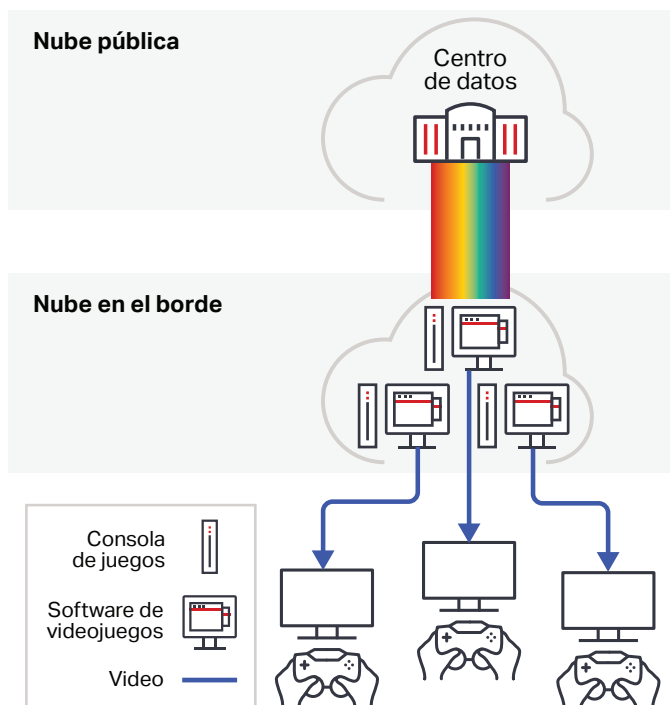 Nube pública
Centro
de datos
Nube en el borde
Consola
de juegos
Software de
videojuegos
Video